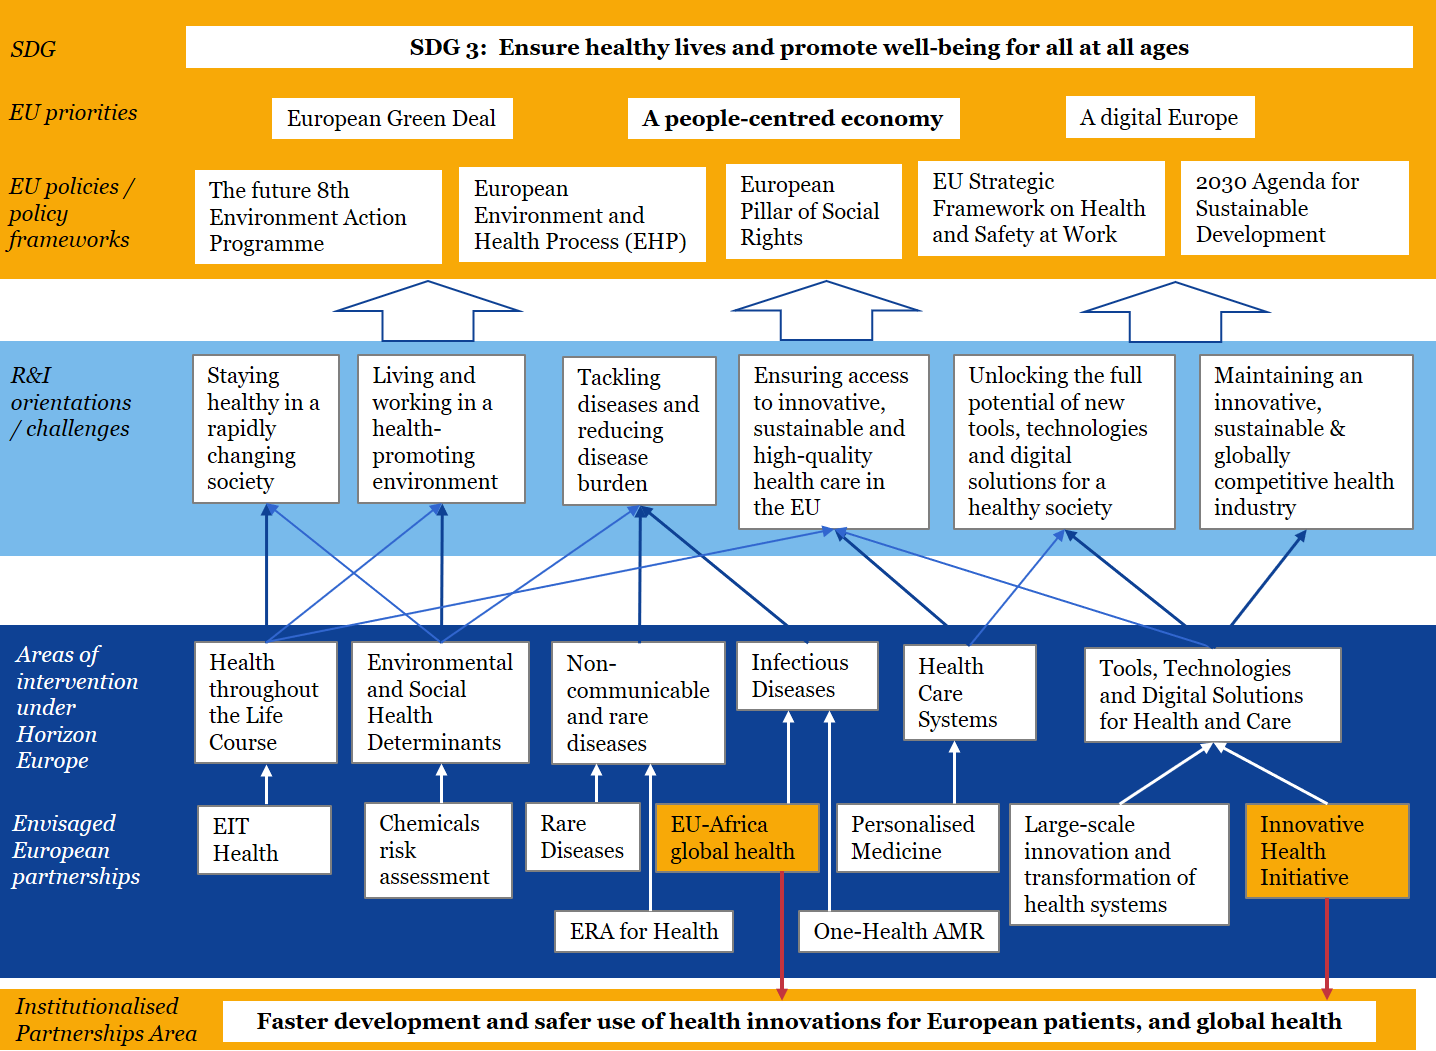 SDG
SDG 3:  Ensure healthy lives and promote well-being for all at all ages
EU priorities
European Green Deal
A people-centred economy
A digital Europe
EU policies /
policy
frameworks
The future 8th
Environment Action
Programme
European
Environment and
Health Process (EHP)
European
Pillar of Social
Rights
EU Strategic
Framework on Health
and Safety at Work
2030 Agenda for
Sustainable
Development
R&I
orientations
/ challenges
Staying
healthy in a
rapidly
changing
society
Living and
working in a
health-
promoting
environment
Tackling
diseases and
reducing
disease
burden
Ensuring access
to innovative,
sustainable and
high-quality
health care in
the EU
Unlocking the full
potential of new
tools, technologies
and digital
solutions for a
healthy society
Maintaining an
innovative,
sustainable &
globally
competitive health
industry
Areas of
intervention
under
Horizon
Europe
Health
throughout
the Life
Course
Environmental
and Social
Health
Determinants
Non-
communicable
and rare
diseases
Infectious
Diseases
Health
Care
Systems
Tools, Technologies
and Digital Solutions
for Health and Care
Envisaged
European
partnerships
EIT
Health
Chemicals
risk
assessment
Rare
Diseases
EU-Africa
global health
Personalised
Medicine
Large-scale
innovation and
transformation of
health systems
Innovative
Health
Initiative
ERA for Health
One-Health AMR
Institutionalised
Partnerships Area
Faster development and safer use of health innovations for European patients, and global health